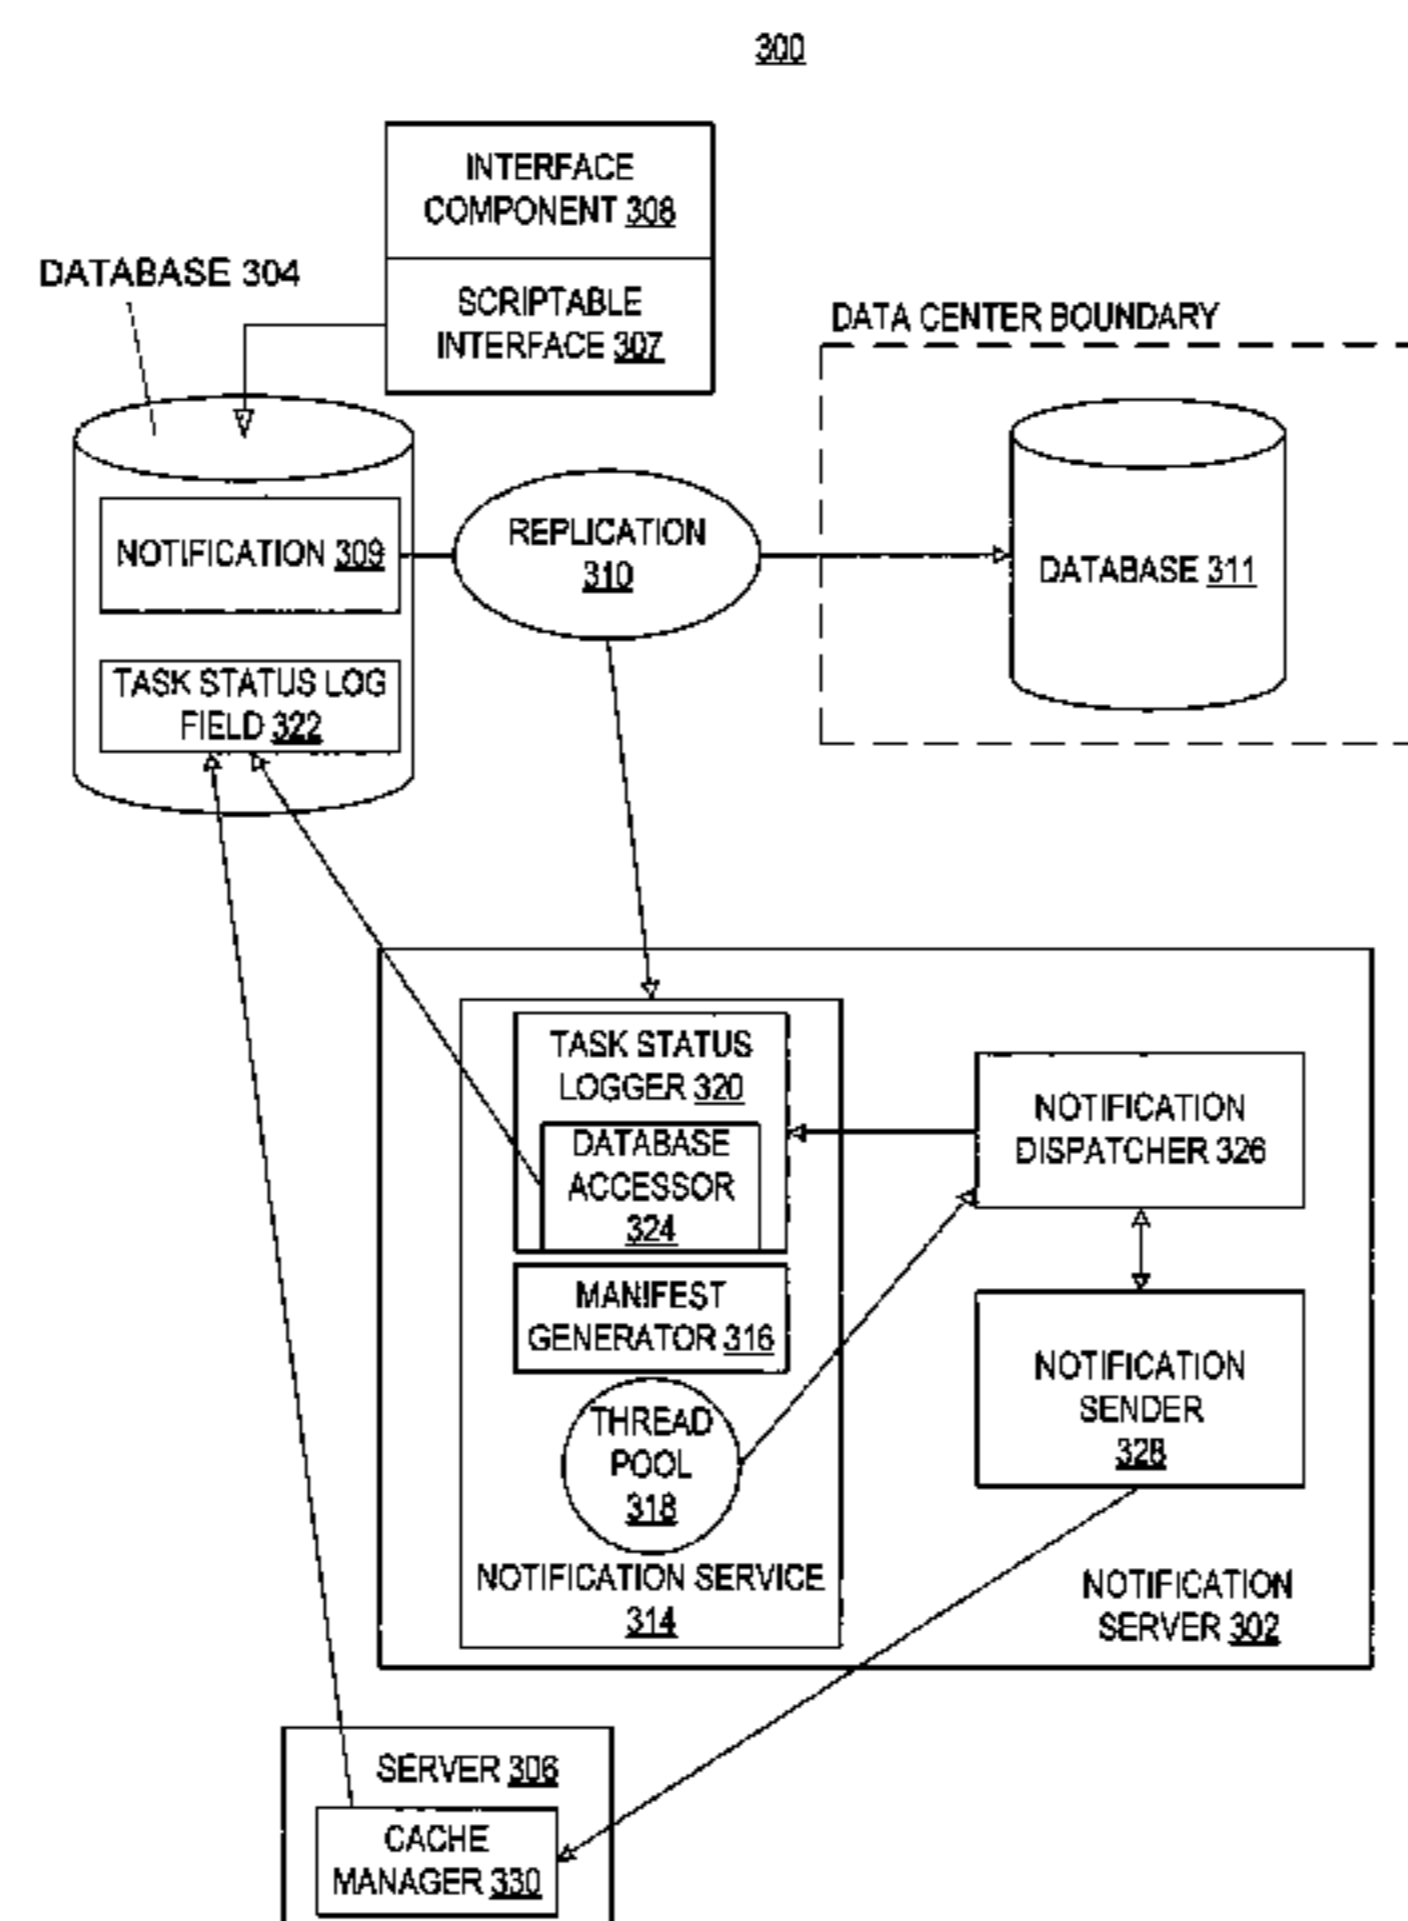 300
INTERFACE
COMPONENT 308
SCRIPTABLE
INTERFACE 307
DATABASE 304
DATA CENTER BOUNDARY
NOTIFICATION 309
REPLICATION
310
DATABASE 311
TASK STATUS LOG
FIELD 322
TASK STATUS
LOGGER 320
DATABASE
ACCESSOR
324
NOTIFICATION
DISPATCHER 326
MANIFEST
GENERATOR 316
NOTIFICATION
SENDER
328
THREAD
POOL
318
NOTIFICATION SERVICE
314
NOTIFICATION
SERVER 302
SERVER 306
CACHE
MANAGER 330